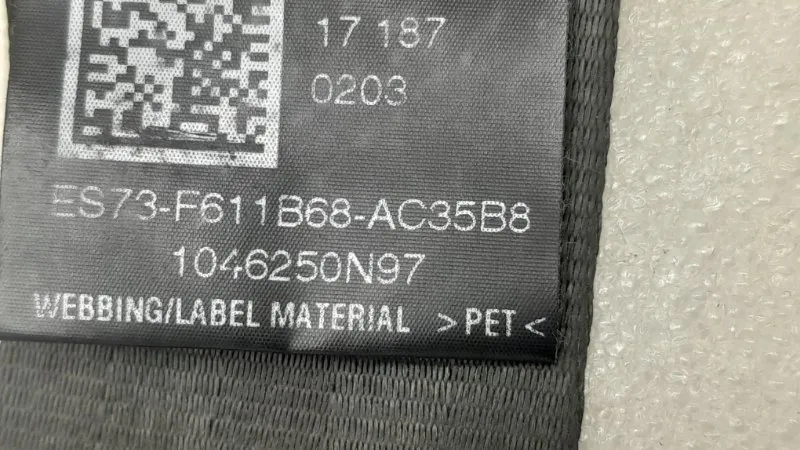 17 187
0203
ES73-F611B68-AC35B8
1046250N97
WEBBING/LABEL MATERIAL >PET<